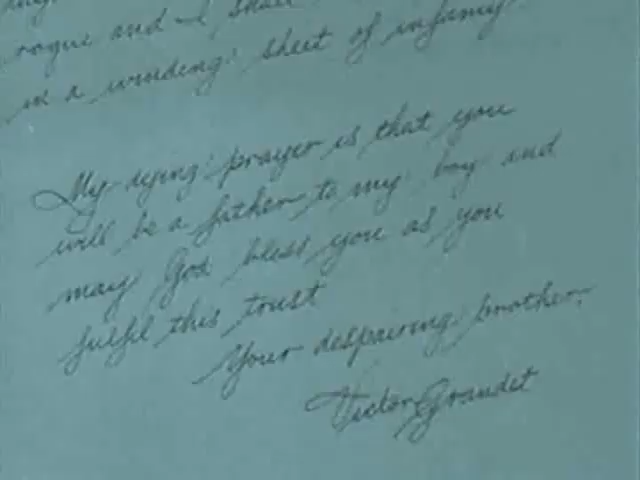 rogue and I shall
in a winding sheet of infamy.
My dying prayer is that you
will be a father to my boy and
may God bless you as you
fulfil this trust
Your despairing brother,
Victor Grandet